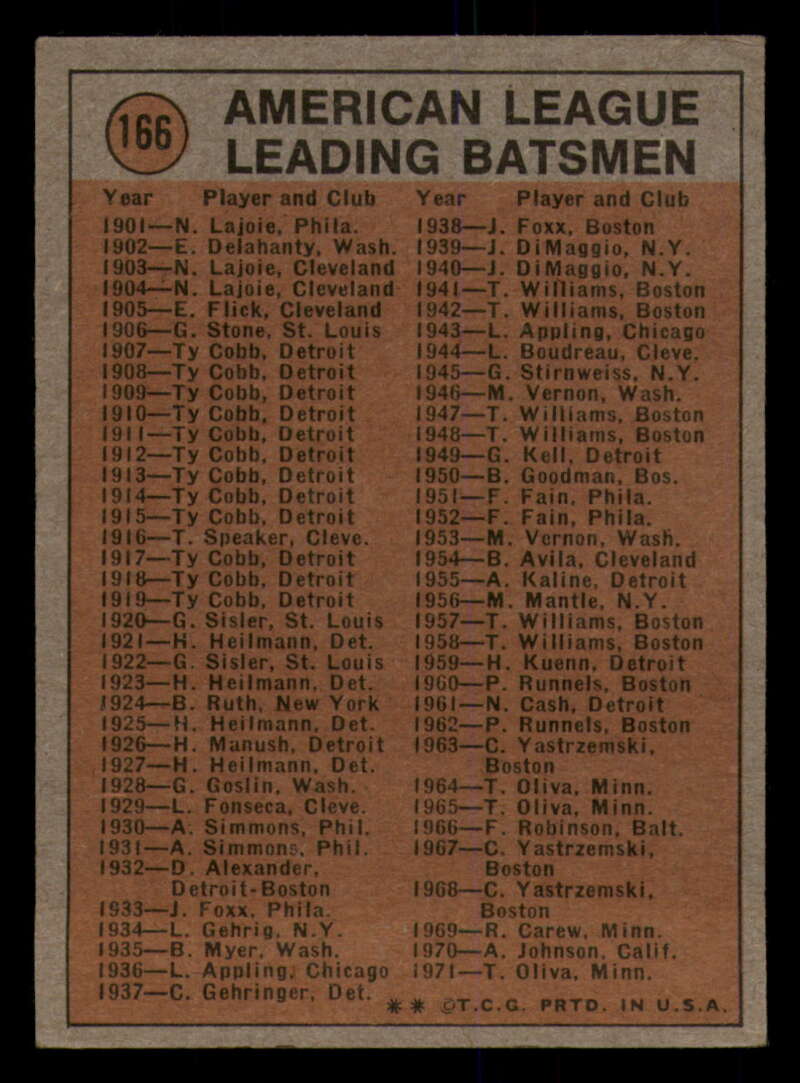 166
AMERICAN LEAGUE
LEADING BATSMEN
Year Player and Club
1901—N. Lajoie, Phila.
1902—E. Delahanty, Wash.
1903—N. Lajoie, Cleveland
1904—N. Lajoie, Cleveland
1905—E. Flick, Cleveland
1906—G. Stone, St. Louis
1907—Ty Cobb, Detroit
1908—Ty Cobb, Detroit
1909—Ty Cobb, Detroit
1910—Ty Cobb, Detroit
1911—Ty Cobb, Detroit
1912—Ty Cobb, Detroit
1913—Ty Cobb, Detroit
1914—Ty Cobb, Detroit
1915—Ty Cobb, Detroit
1916—T. Speaker, Cleve.
1917—Ty Cobb, Detroit
1918—Ty Cobb, Detroit
1919—Ty Cobb, Detroit
1920—G. Sisler, St. Louis
1921—H. Heilmann, Det.
1922—G. Sisler, St. Louis
1923—H. Heilmann, Det.
1924—B. Ruth, New York
1925—H. Heilmann, Det.
1926—H. Manush, Detroit
1927—H. Heilmann, Det.
1928—G. Goslin, Wash.
1929—L. Fonseca, Cleve.
1930—A. Simmons, Phil.
1931—A. Simmons, Phil.
1932—D. Alexander,
Detroit-Boston
1933—J. Foxx, Phila.
1934—L. Gehrig, N.Y.
1935—B. Myer, Wash.
1936—L. Appling, Chicago
1937—C. Gehringer, Det.
Year Player and Club
1938—J. Foxx, Boston
1939—J. DiMaggio, N.Y.
1940—J. DiMaggio, N.Y.
1941—T. Williams, Boston
1942—T. Williams, Boston
1943—L. Appling, Chicago
1944—L. Boudreau, Cleve.
1945—G. Stirnweiss, N.Y.
1946—M. Vernon, Wash.
1947—T. Williams, Boston
1948—T. Williams, Boston
1949—G. Kell, Detroit
1950—B. Goodman, Bos.
1951—F. Fain, Phila.
1952—F. Fain, Phila.
1953—M. Vernon, Wash.
1954—B. Avila, Cleveland
1955—A. Kaline, Detroit
1956—M. Mantle, N.Y.
1957—T. Williams, Boston
1958—T. Williams, Boston
1959—H. Kuenn, Detroit
1960—P. Runnels, Boston
1961—N. Cash, Detroit
1962—P. Runnels, Boston
1963—C. Yastrzemski,
Boston
1964—T. Oliva, Minn.
1965—T. Oliva, Minn.
1966—F. Robinson, Balt.
1967—C. Yastrzemski,
Boston
1968—C. Yastrzemski,
Boston
1969—R. Carew, Minn.
1970—A. Johnson, Calif.
1971—T. Oliva, Minn.
** ©T.C.G. PRTD. IN U.S.A.